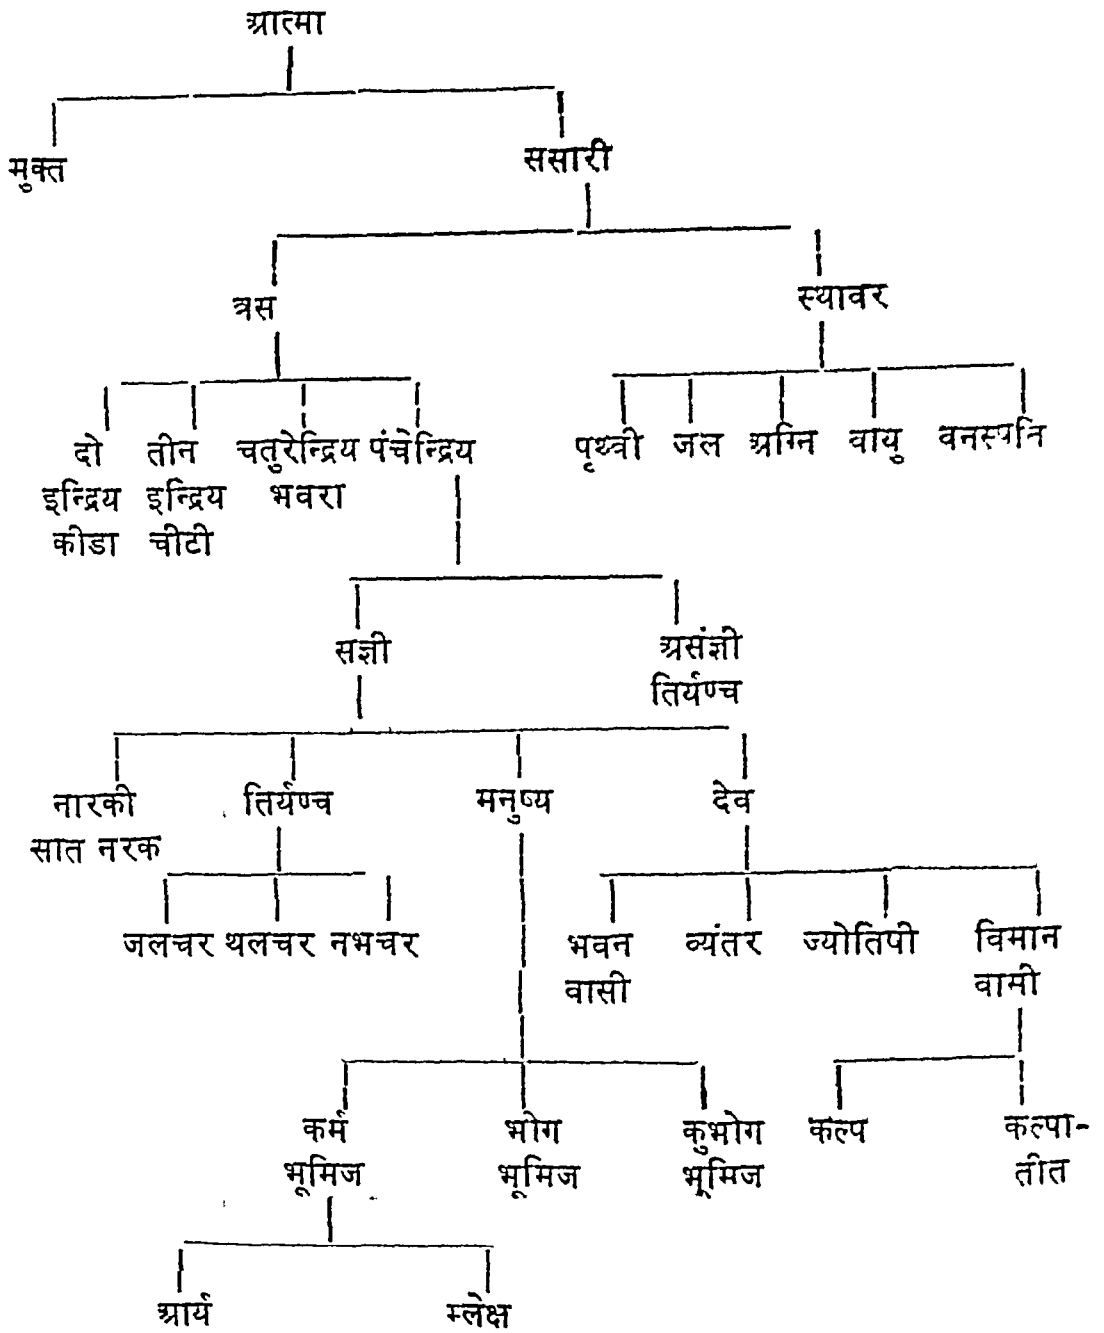 आत्मा
मुक्त ससारी
त्रस स्थावर
दो तीन चतुरेन्द्रिय पंचेन्द्रिय पृथ्वी जल अग्नि वायु वनस्पति
इन्द्रिय इन्द्रिय भवरा
कीडा चीटी
सज्ञी असंज्ञी
तिर्यण्च
नारकी तिर्यण्च मनुष्य देव
सात नरक
जलचर थलचर नभचर भवन व्यंतर ज्योतिपी विमान
वासी वामी
कर्म भोग कुभोग कल्प कल्पा-
भूमिज भूमिज भूमिज तीत
आर्य म्लेक्ष